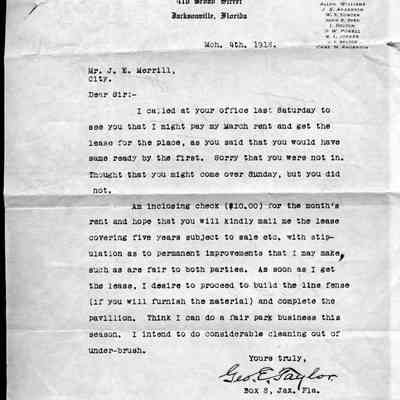 Street
Jacksonville, Florida
ALLEN WILLIAMS
J. E. ANDERSON
D. W. POWELL
Mch. 4th. 1912.
Mr. J. E. Merrill,
City.
Dear Sir:-
I called at your office last Saturday to
see you that I might pay my March rent and get the
lease for the place, as you said that you would have
same ready by the first. Sorry that you were not in.
Thought that you might come over Sunday, but you did
not.
Am inclosing check ($10.00) for the month's
rent and hope that you will kindly mail me the lease
covering five years subject to sale etc. with stip-
ulation as to permanent improvements that I may make,
such as are fair to both parties. As soon as I get
the lease, I desire to proceed to build the line fense
(if you will furnish the material) and complete the
pavillion. Think I can do a fair park business this
season. I intend to do considerable cleaning out of
under-brush.
Yours truly,
Geo. E. Taylor
Box 8, Jax. Fla.